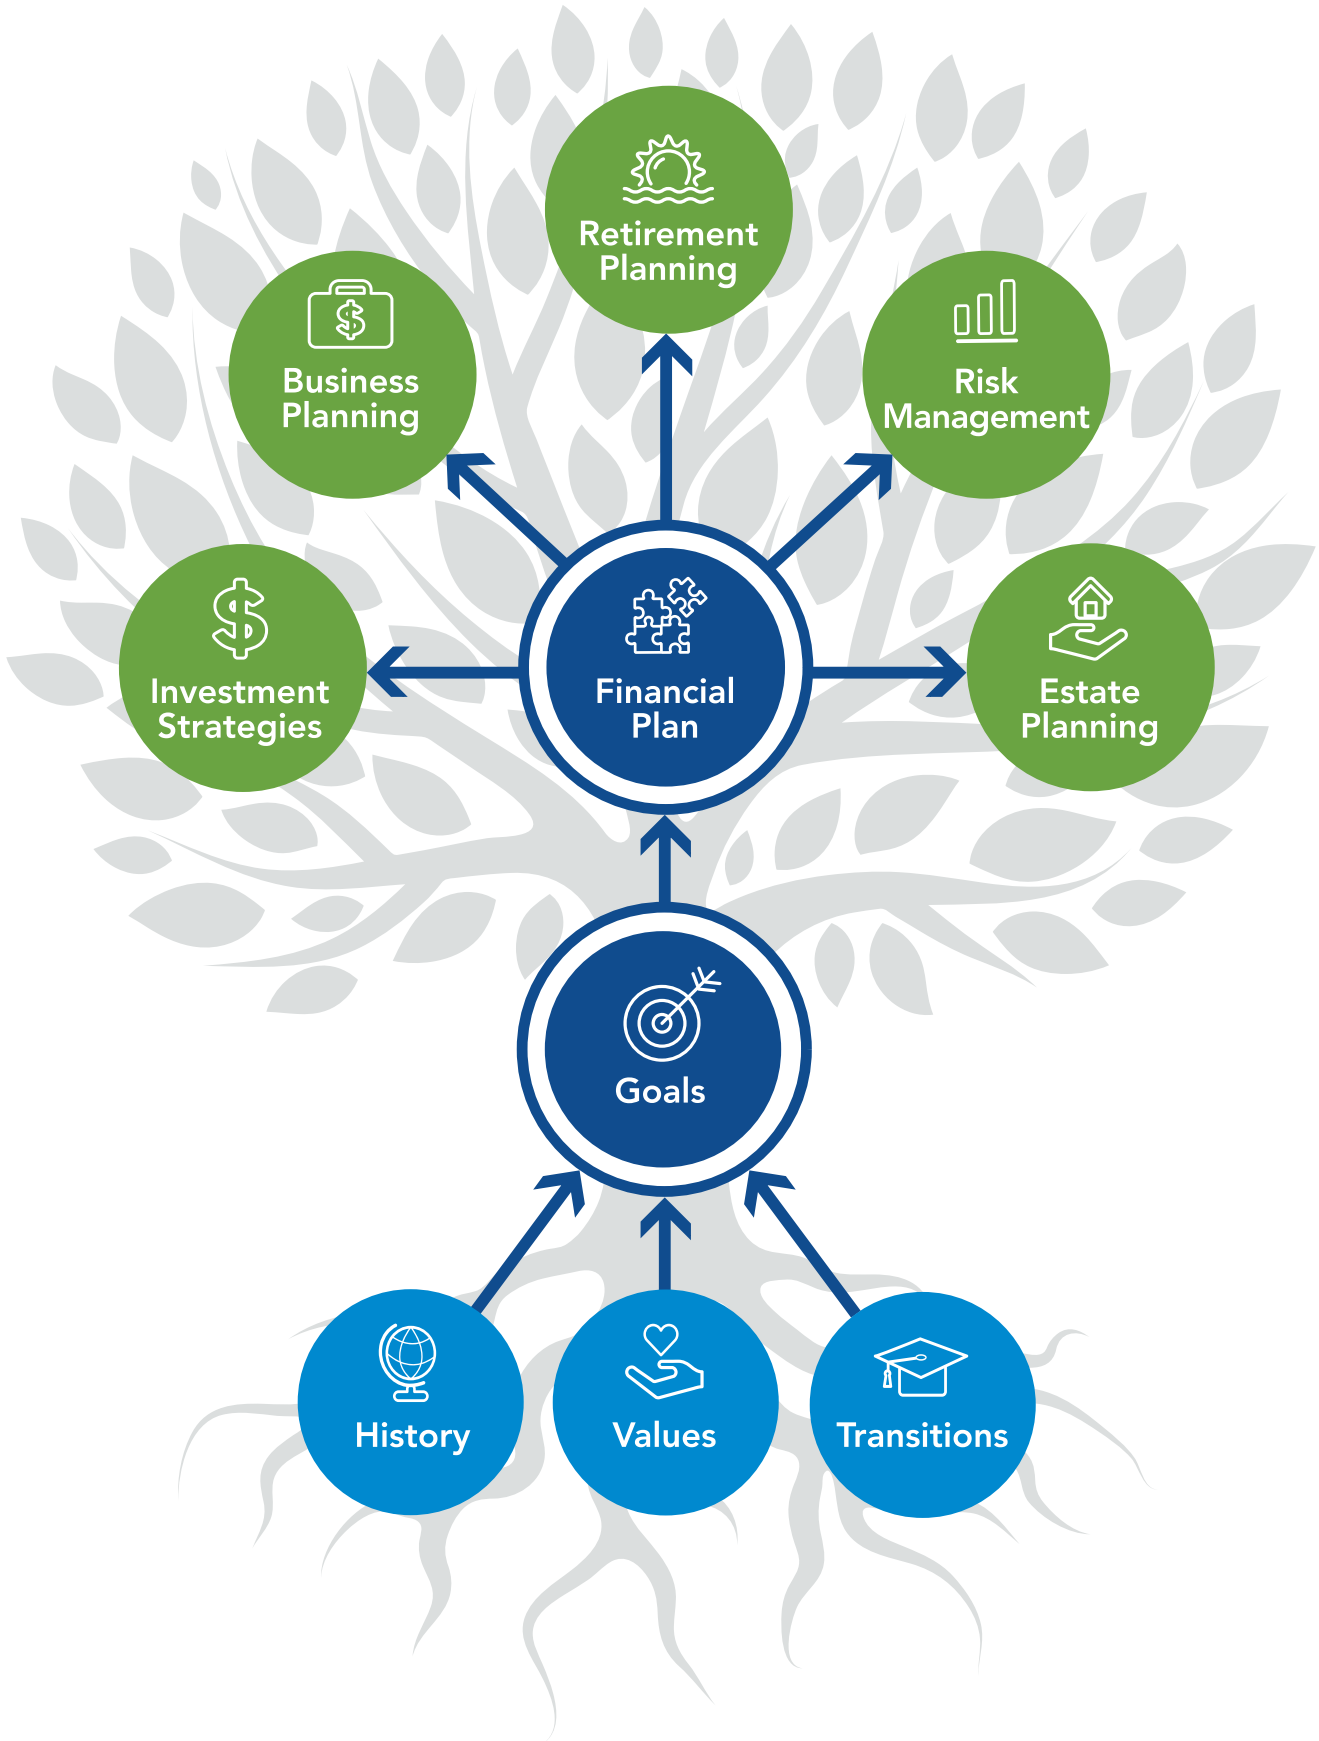 Retirement
Planning
Business
Planning
Risk
Management
Investment
Strategies
Financial
Plan
Estate
Planning
Goals
History
Values
Transitions